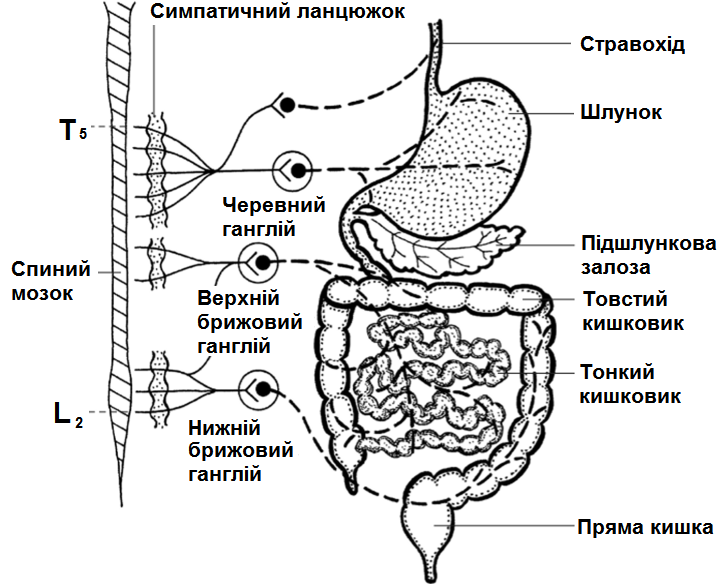 Симпатичний ланцюжок
Стравохід
Шлунок
T5
Черевний
ганглій
Підшлункова
залоза
Спиний
мозок
Верхній
брижовий
ганглій
Товстий
кишковик
Тонкий
кишковик
L2
Нижній
брижовий
ганглій
Пряма кишка